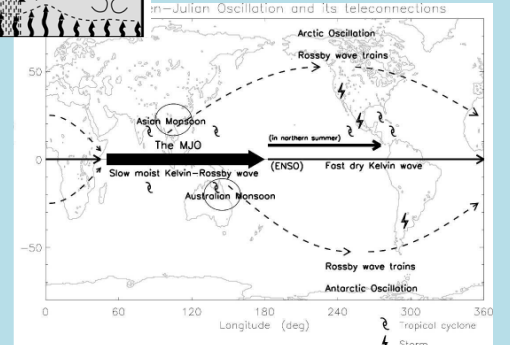 n-Julian Oscillation and its teleconnections
Arctic Oscillation
Rossby wave trains
50
Asian Monsoon
The MJO
(in northern summer)
0
Slow moist Kelvin-Rossby wave
(ENSO)
Fast dry Kelvin wave
Australian Monsoon
-50
Rossby wave trains
Antarctic Oscillation
0 60 120 180 240 300 360
Longitude (deg)
Tropical cyclone
Storm